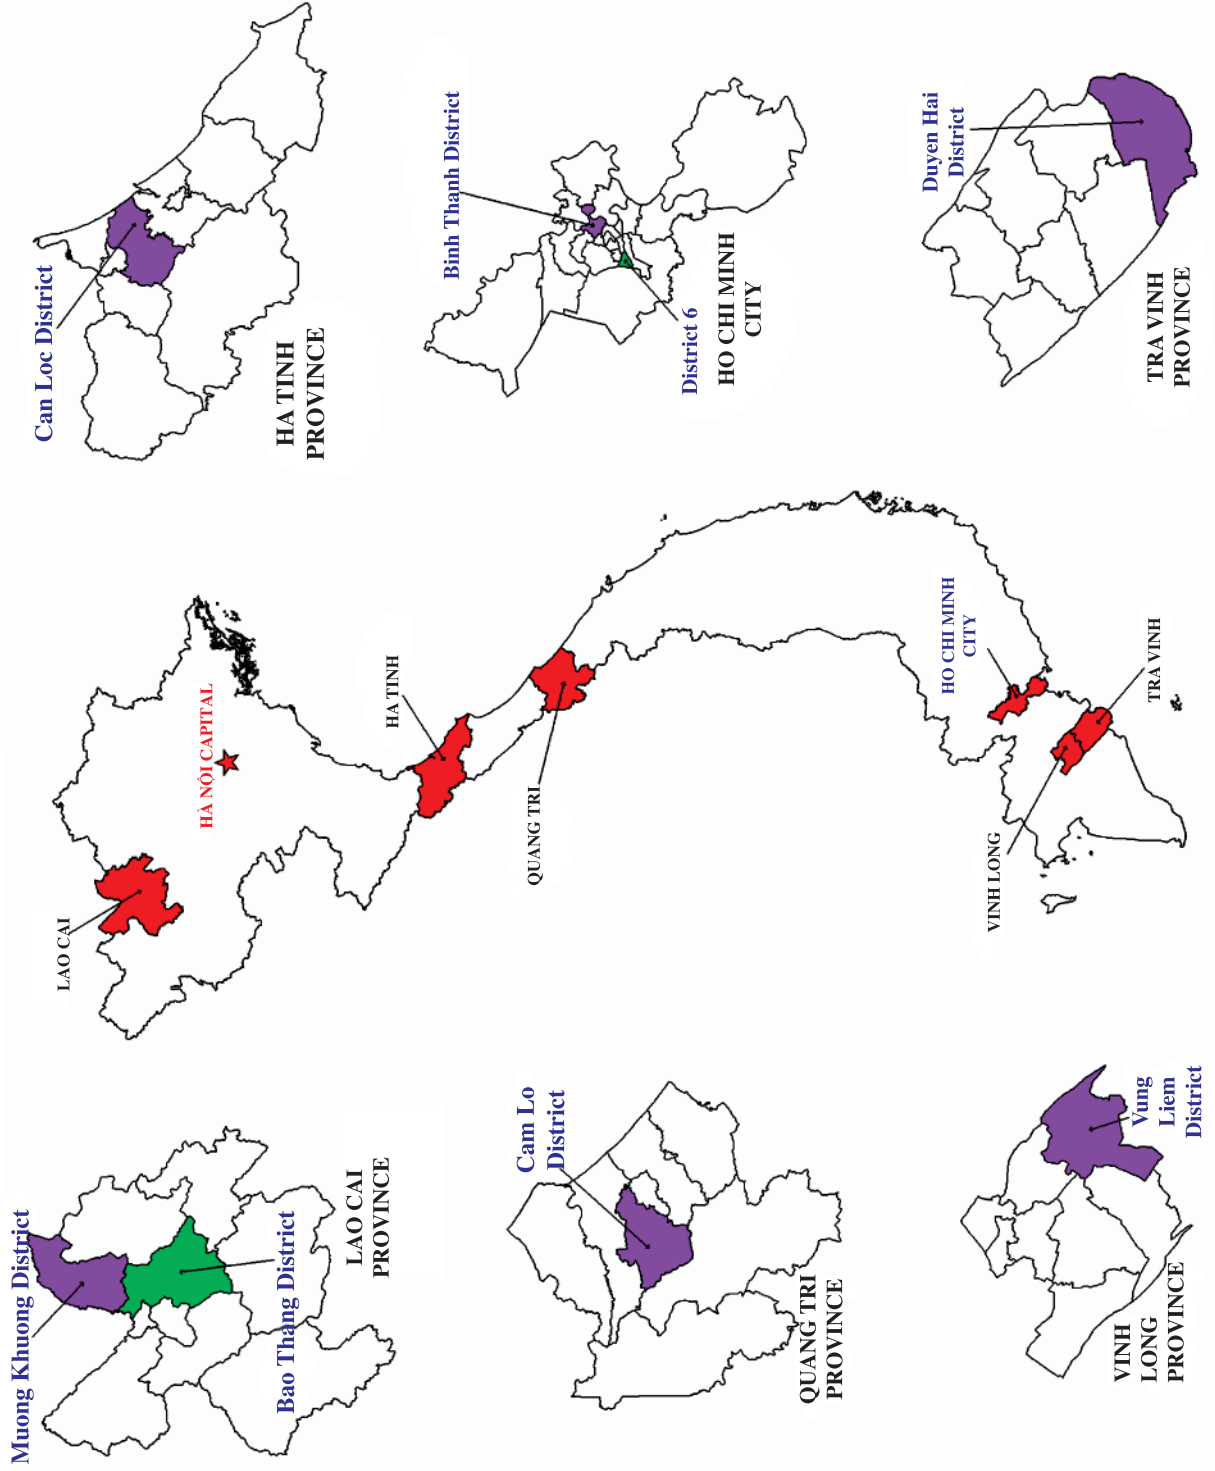 Muong Khuong District
Bao Thang District
LAO CAI
PROVINCE
Cam Lo
District
QUANG TRI
PROVINCE
Vung
Liem
District
VINH
LONG
PROVINCE
LAO CAI
HÀ NỘI CAPITAL
HA TINH
QUANG TRI
HO CHI MINH
CITY
VINH LONG
TRA VINH
Can Loc District
HA TINH
PROVINCE
Binh Thanh District
District 6
HO CHI MINH
CITY
Duyen Hai
District
TRA VINH
PROVINCE